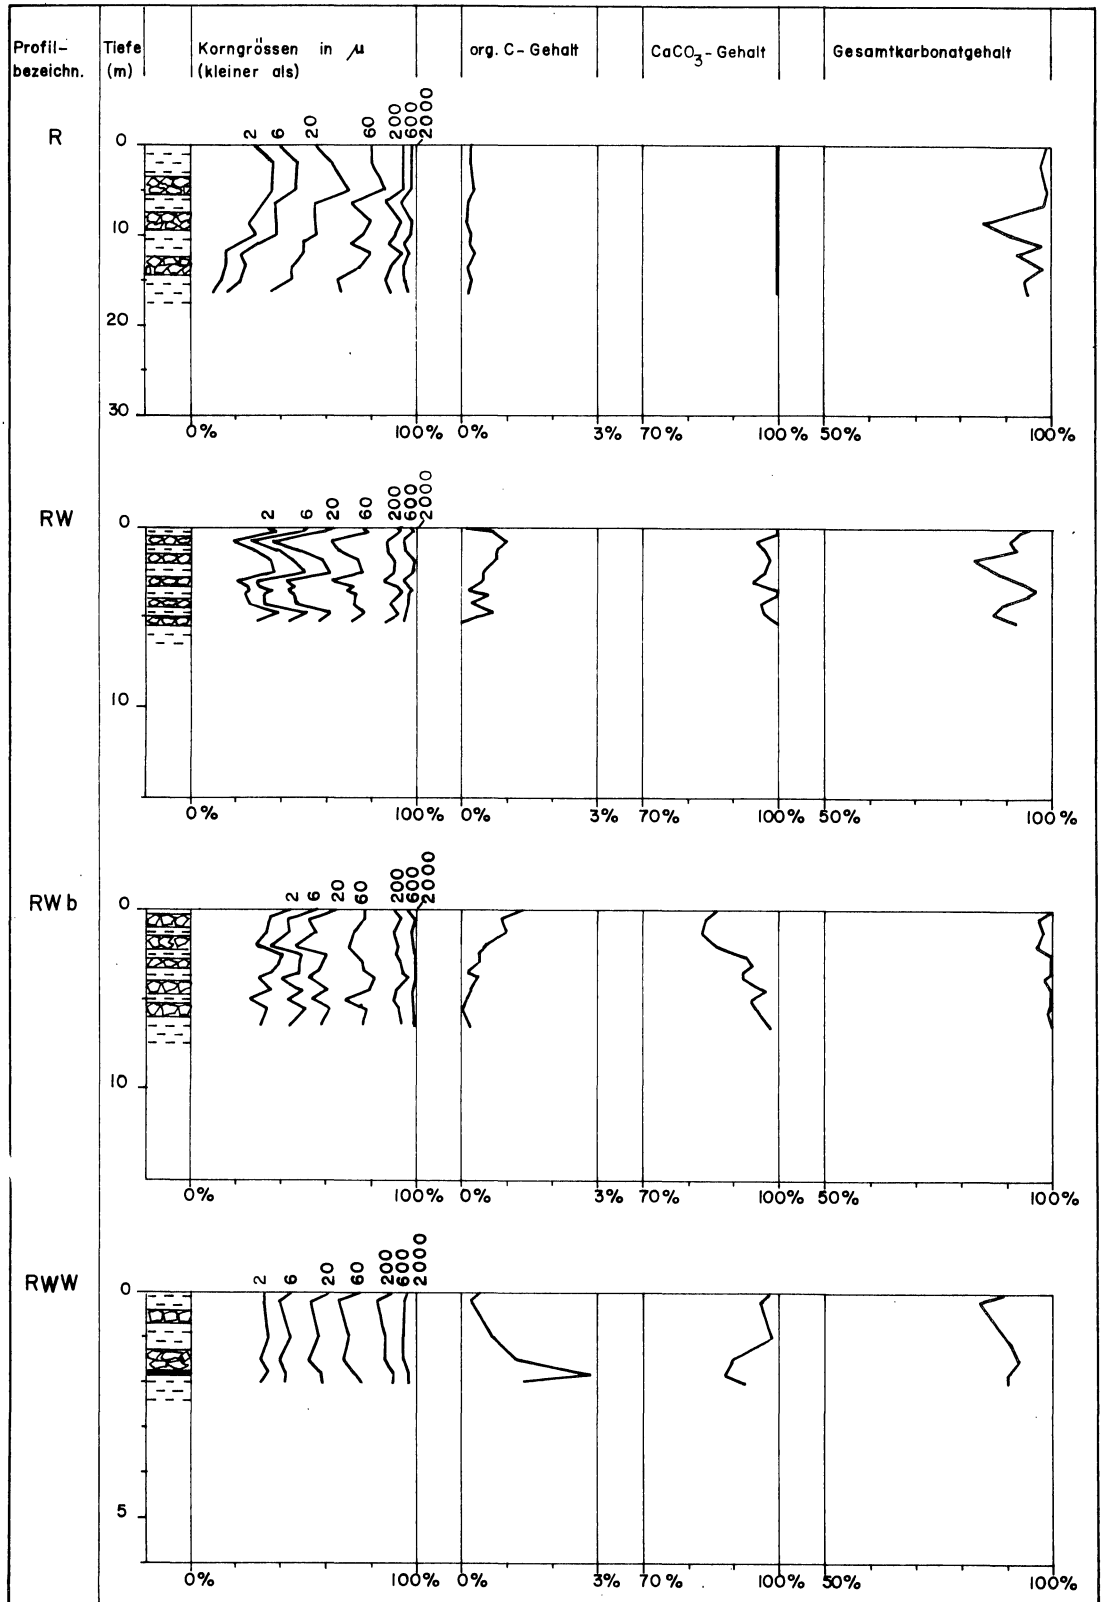 Profil- Tiefe Korngrössen in μ org. C-Gehalt CaCO3-Gehalt Gesamtkarbonatgehalt
bezeichn. (m) (kleiner als)
R
2 6 20 60 200 600 2000
0
10
20
30
0% 100% 0% 3% 70% 100% 50% 100%
RW
2 6 20 60 200 600 2000
0
10
0% 100% 0% 3% 70% 100% 50% 100%
RWb
2 6 20 60 200 600 2000
0
10
0% 100% 0% 3% 70% 100% 50% 100%
RWW
2 6 20 60 200 600 2000
0
5
0% 100% 0% 3% 70% 100% 50% 100%